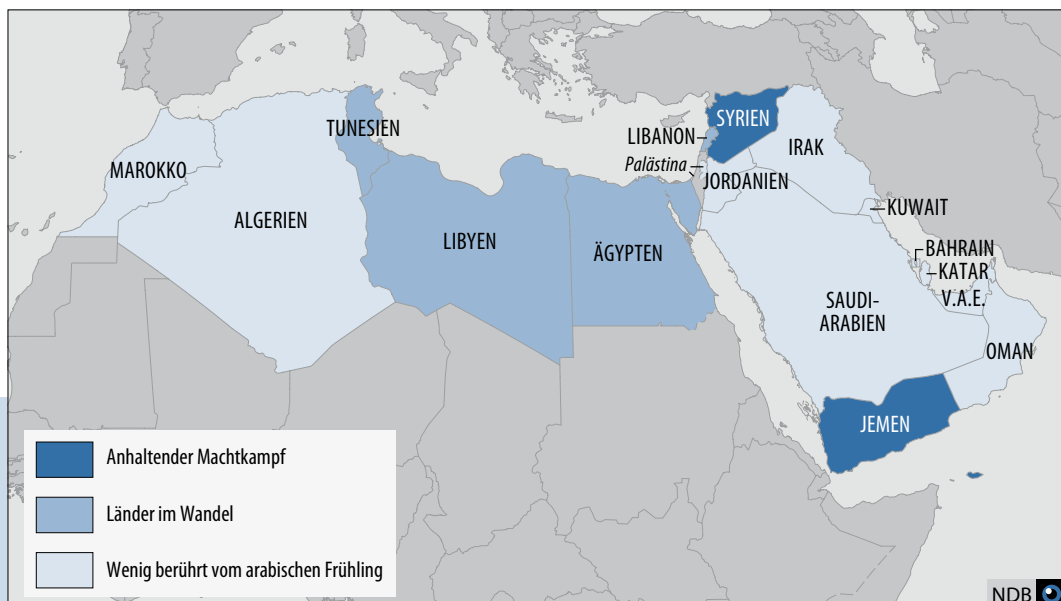 TUNESIEN
SYRIEN
LIBANON
IRAK
Palästina
MAROKKO
JORDANIEN
ALGERIEN
KUWAIT
LIBYEN
ÄGYPTEN
BAHRAIN
KATAR
V.A.E.
SAUDI-
ARABIEN
OMAN
JEMEN
Anhaltender Machtkampf
Länder im Wandel
Wenig berührt vom arabischen Frühling
NDB